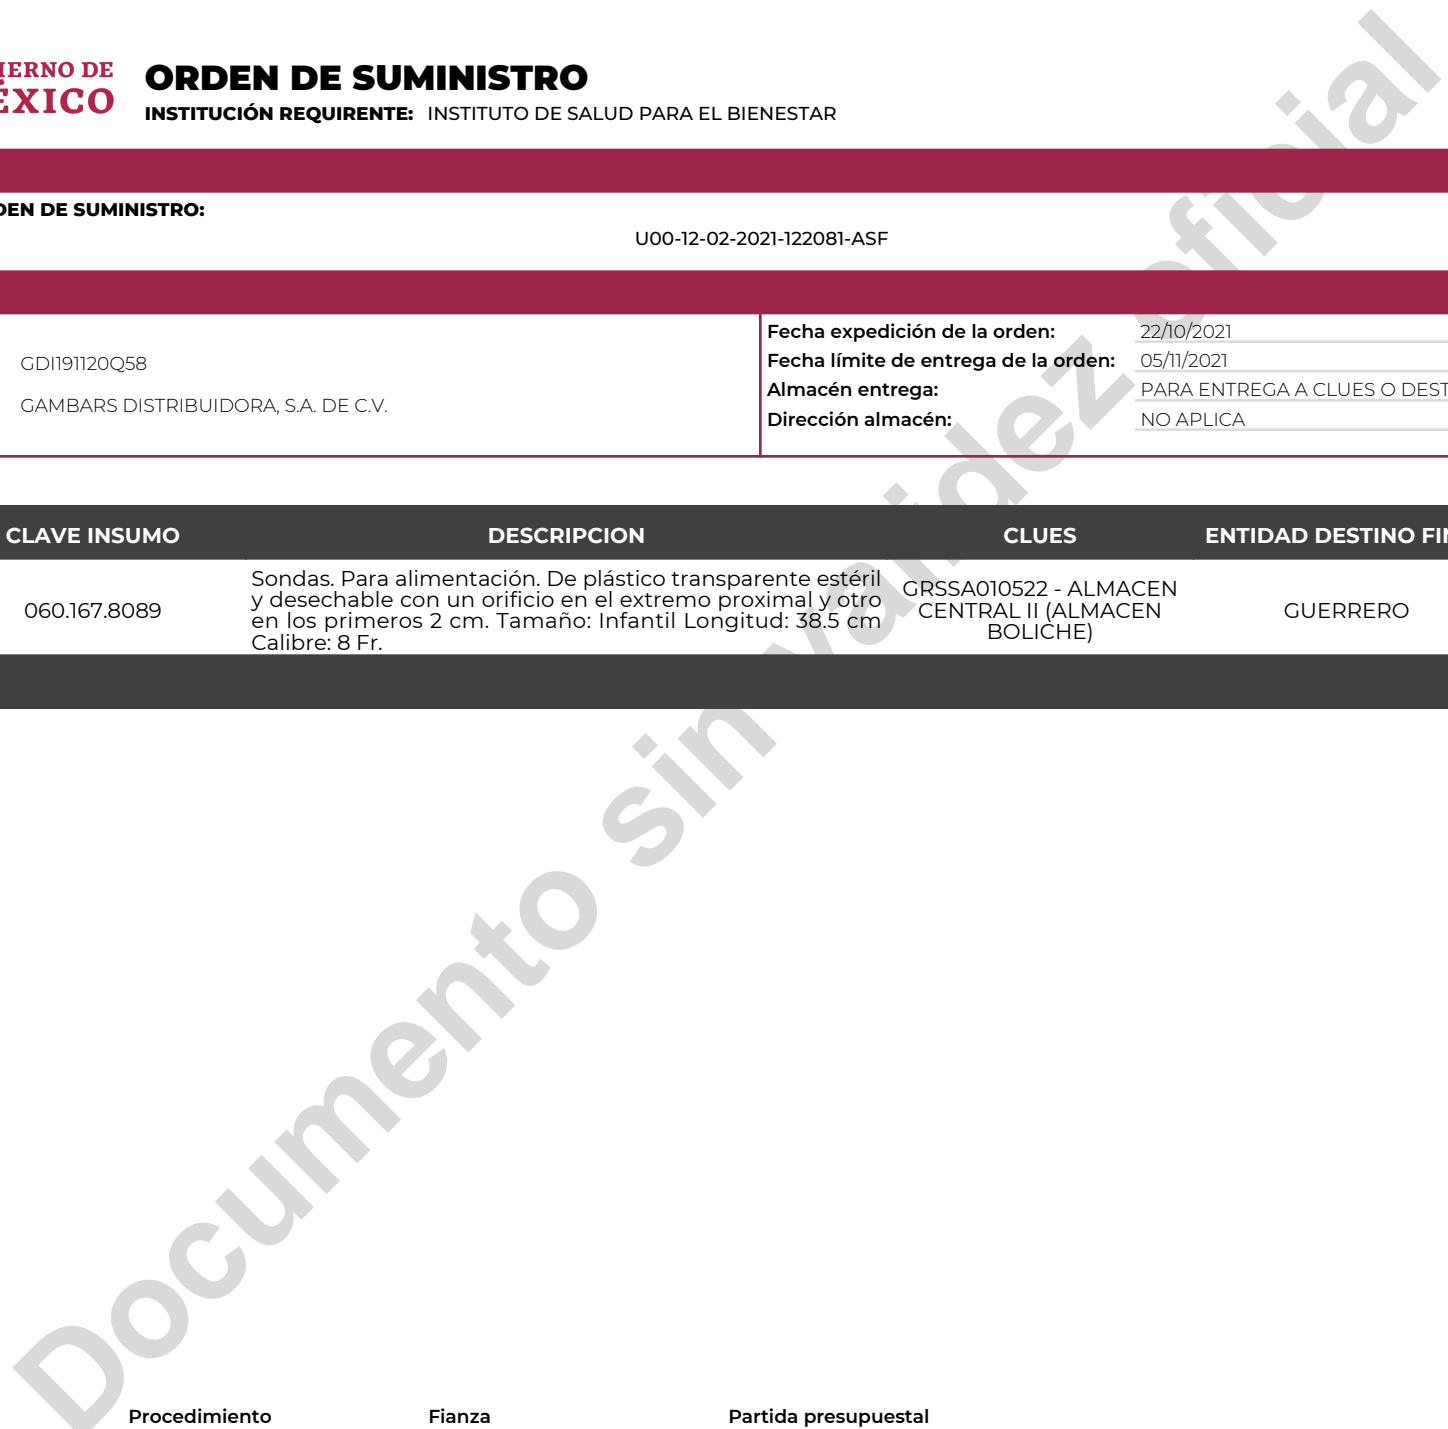 IERNO DE
ÉXICO
ORDEN DE SUMINISTRO
INSTITUCIÓN REQUIRENTE: INSTITUTO DE SALUD PARA EL BIENESTAR
DEN DE SUMINISTRO:
U00-12-02-2021-122081-ASF
GDI191120Q58
GAMBARS DISTRIBUIDORA, S.A. DE C.V.
Fecha expedición de la orden: 22/10/2021
Fecha límite de entrega de la orden: 05/11/2021
Almacén entrega: PARA ENTREGA A CLUES O DEST
Dirección almacén: NO APLICA
CLAVE INSUMO DESCRIPCION CLUES ENTIDAD DESTINO FIN
060.167.8089
Sondas. Para alimentación. De plástico transparente estéril
y desechable con un orificio en el extremo proximal y otro
en los primeros 2 cm. Tamaño: Infantil Longitud: 38.5 cm
Calibre: 8 Fr.
GRSSA010522 - ALMACEN
CENTRAL II (ALMACEN
BOLICHE)
GUERRERO
Documento sin validez oficial
Procedimiento Fianza Partida presupuestal